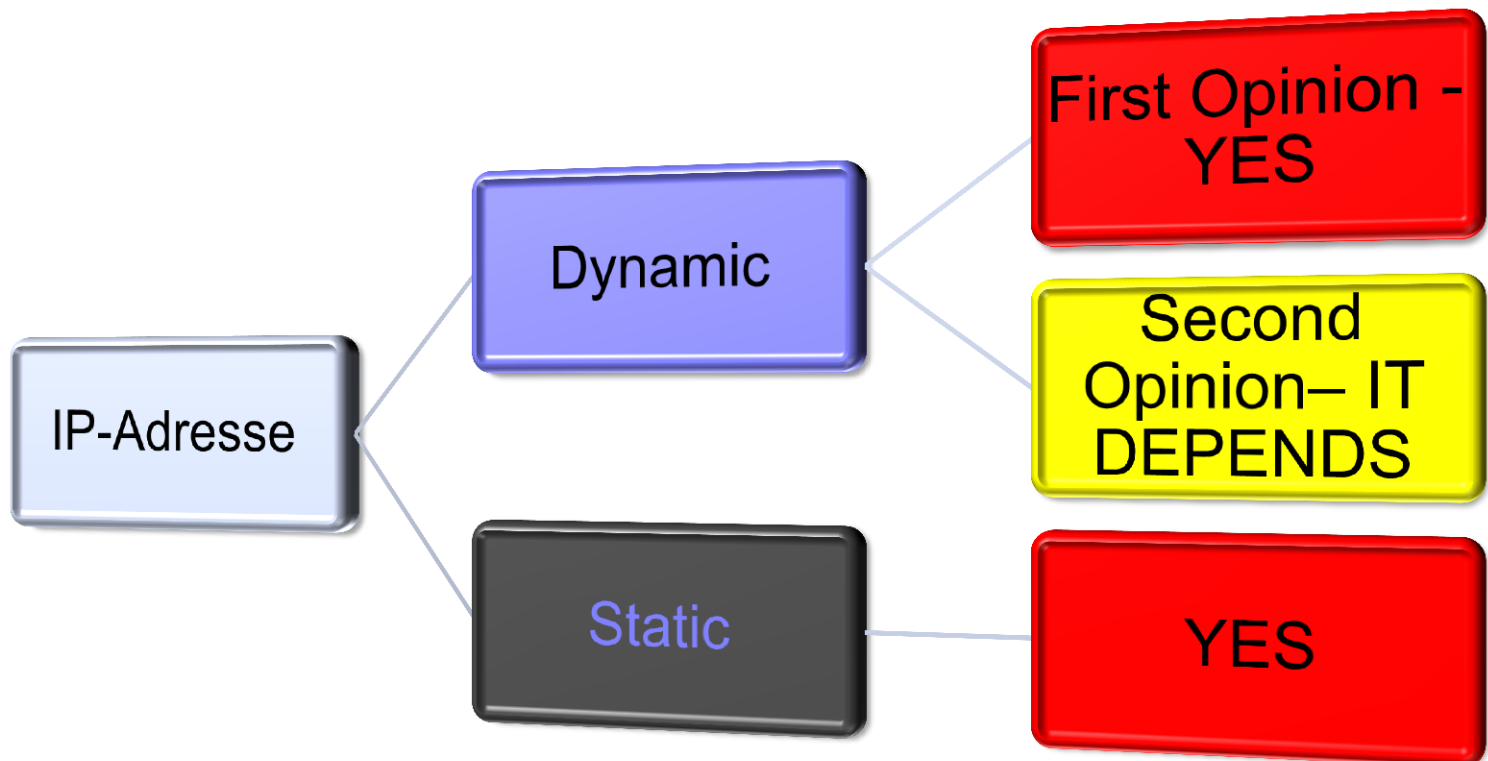 IP-Adresse
Dynamic
Static
First Opinion -
YES
Second
Opinion– IT
DEPENDS
YES